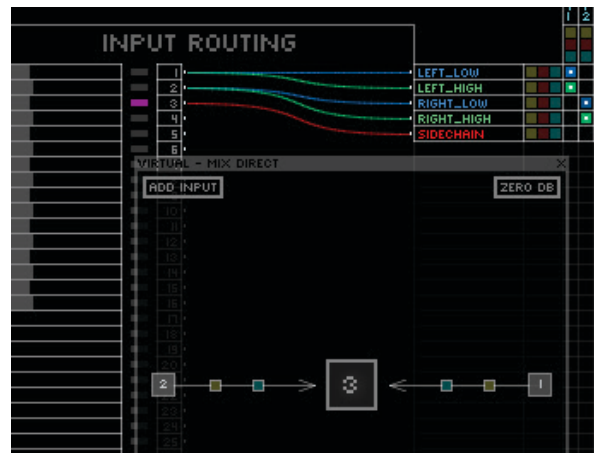 1 2
INPUT ROUTING
1 LEFT_LOW
2 LEFT_HIGH
3 RIGHT_LOW
4 RIGHT_HIGH
5 SIDECHAIN
6
VIRTUAL - MIX DIRECT X
ADD INPUT ZERO DB
10
11
12
13
14
15
16
17
18
19
20
2 3 1
23
24
25